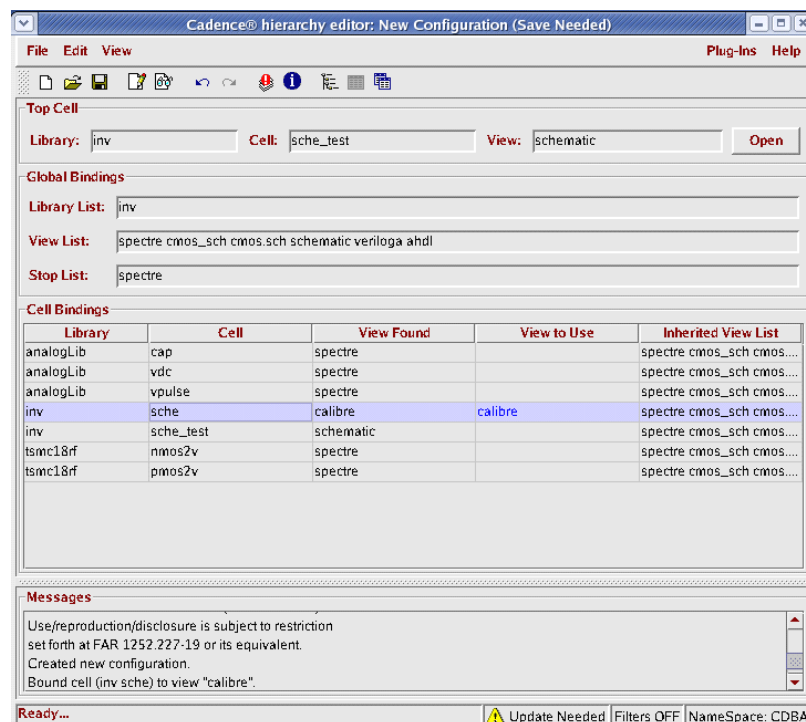 Cadence® hierarchy editor: New Configuration (Save Needed)
File Edit View Plug-Ins Help
Top Cell
Library: inv Cell: sche_test View: schematic Open
Global Bindings
Library List: inv
View List: spectre cmos_sch cmos.sch schematic veriloga ahdl
Stop List: spectre
Cell Bindings
Library Cell View Found View to Use Inherited View List
analogLib cap spectre spectre cmos_sch cmos....
analogLib vdc spectre spectre cmos_sch cmos....
analogLib vpulse spectre spectre cmos_sch cmos....
inv sche calibre calibre spectre cmos_sch cmos....
inv sche_test schematic spectre cmos_sch cmos....
tsmc18rf nmos2v spectre spectre cmos_sch cmos....
tsmc18rf pmos2v spectre spectre cmos_sch cmos....
Messages
Use/reproduction/disclosure is subject to restriction
set forth at FAR 1252.227-19 or its equivalent.
Created new configuration.
Bound cell (inv sche) to view "calibre".
Ready... Update Needed Filters OFF NameSpace: CDBA